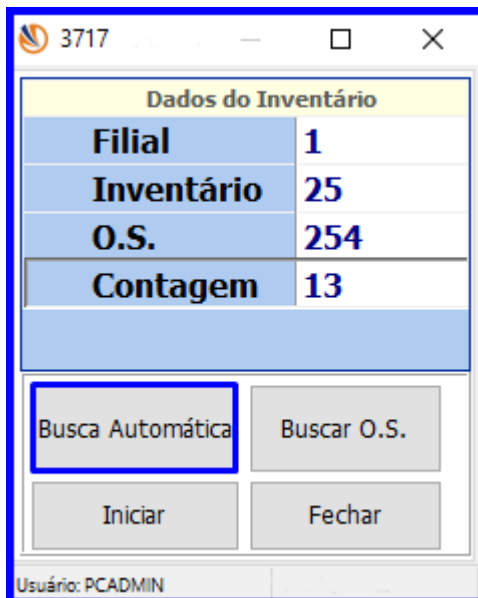 3717
Dados do Inventário
Filial 1
Inventário 25
O.S. 254
Contagem 13
Busca Automática Buscar O.S.
Iniciar Fechar
Usuário: PCADMIN